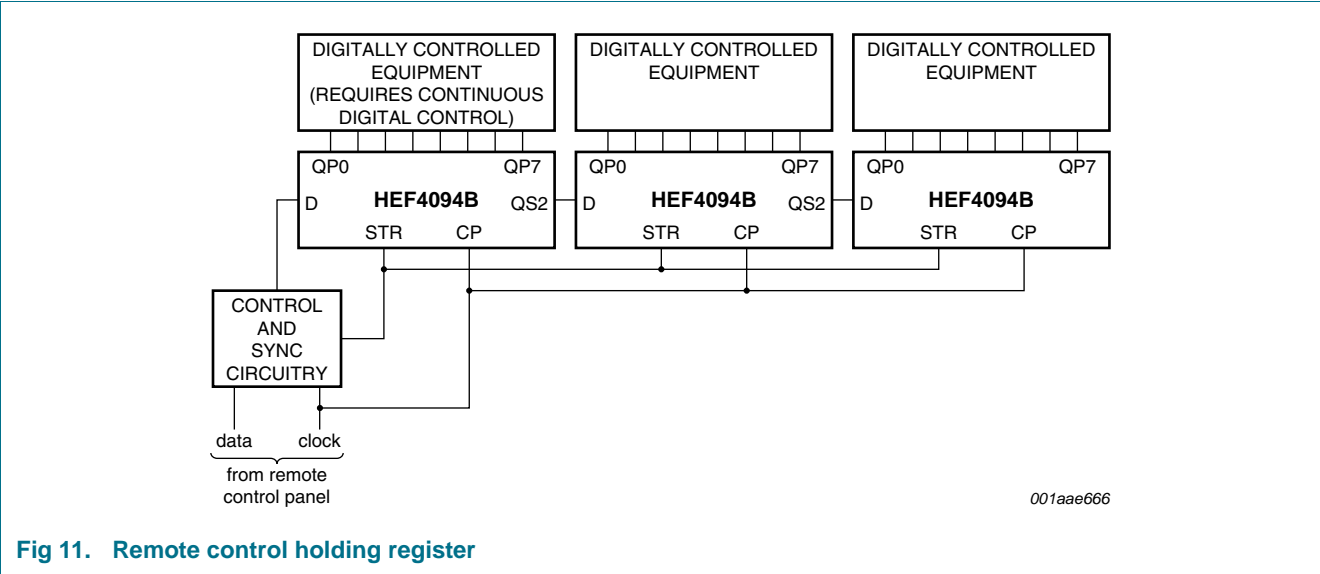 DIGITALLY CONTROLLED
EQUIPMENT
(REQUIRES CONTINUOUS
DIGITAL CONTROL)
DIGITALLY CONTROLLED
EQUIPMENT
DIGITALLY CONTROLLED
EQUIPMENT
QP0 QP7
D HEF4094B QS2
STR CP
QP0 QP7
D HEF4094B QS2
STR CP
QP0 QP7
D HEF4094B
STR CP
CONTROL
AND
SYNC
CIRCUITRY
data clock
from remote
control panel
001aae666
Fig 11. Remote control holding register